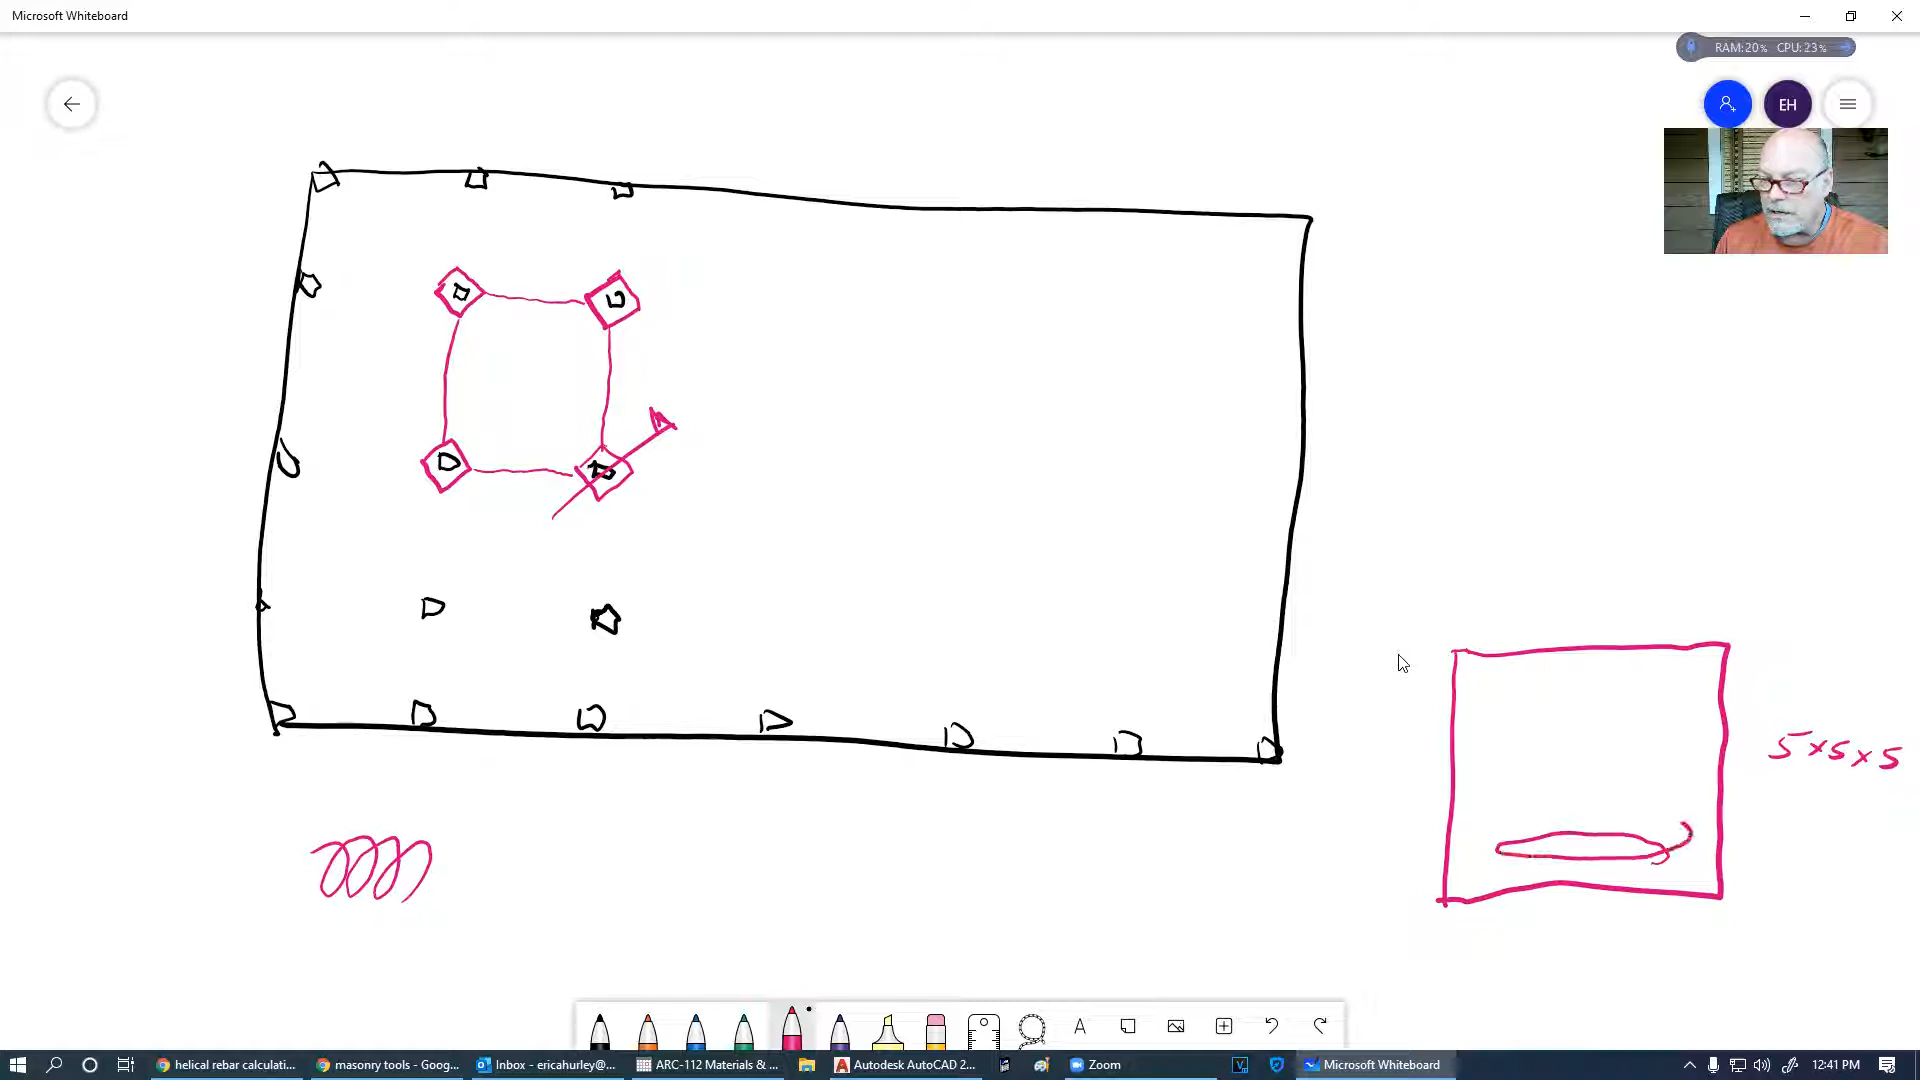 Microsoft Whiteboard
RAM:20% CPU:23%
EH
5×5×5
A
helical rebar calculati...
masonry tools - Goog...
Inbox - ericahurley@...
ARC-112 Materials & ...
Autodesk AutoCAD 2...
Zoom
Microsoft Whiteboard
12:41 PM